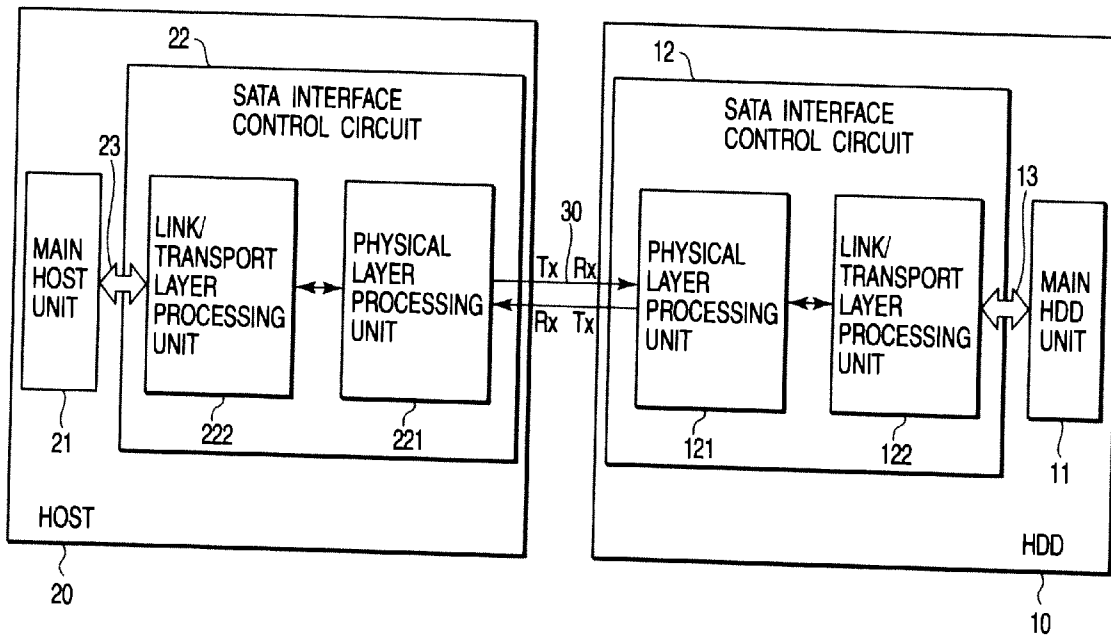 22
SATA INTERFACE
CONTROL CIRCUIT
23
MAIN
HOST
UNIT
21
LINK/
TRANSPORT
LAYER
PROCESSING
UNIT
222
PHYSICAL
LAYER
PROCESSING
UNIT
221
HOST
20
30
Tx Rx
Rx Tx
12
SATA INTERFACE
CONTROL CIRCUIT
13
PHYSICAL
LAYER
PROCESSING
UNIT
121
LINK/
TRANSPORT
LAYER
PROCESSING
UNIT
122
MAIN
HDD
UNIT
11
HDD
10